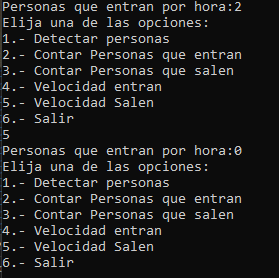 Personas que entran por hora:2
Elija una de las opciones:
1.- Detectar personas
2.- Contar Personas que entran
3.- Contar Personas que salen
4.- Velocidad entran
5.- Velocidad Salen
6.- Salir
5
Personas que entran por hora:0
Elija una de las opciones:
1.- Detectar personas
2.- Contar Personas que entran
3.- Contar Personas que salen
4.- Velocidad entran
5.- Velocidad Salen
6.- Salir